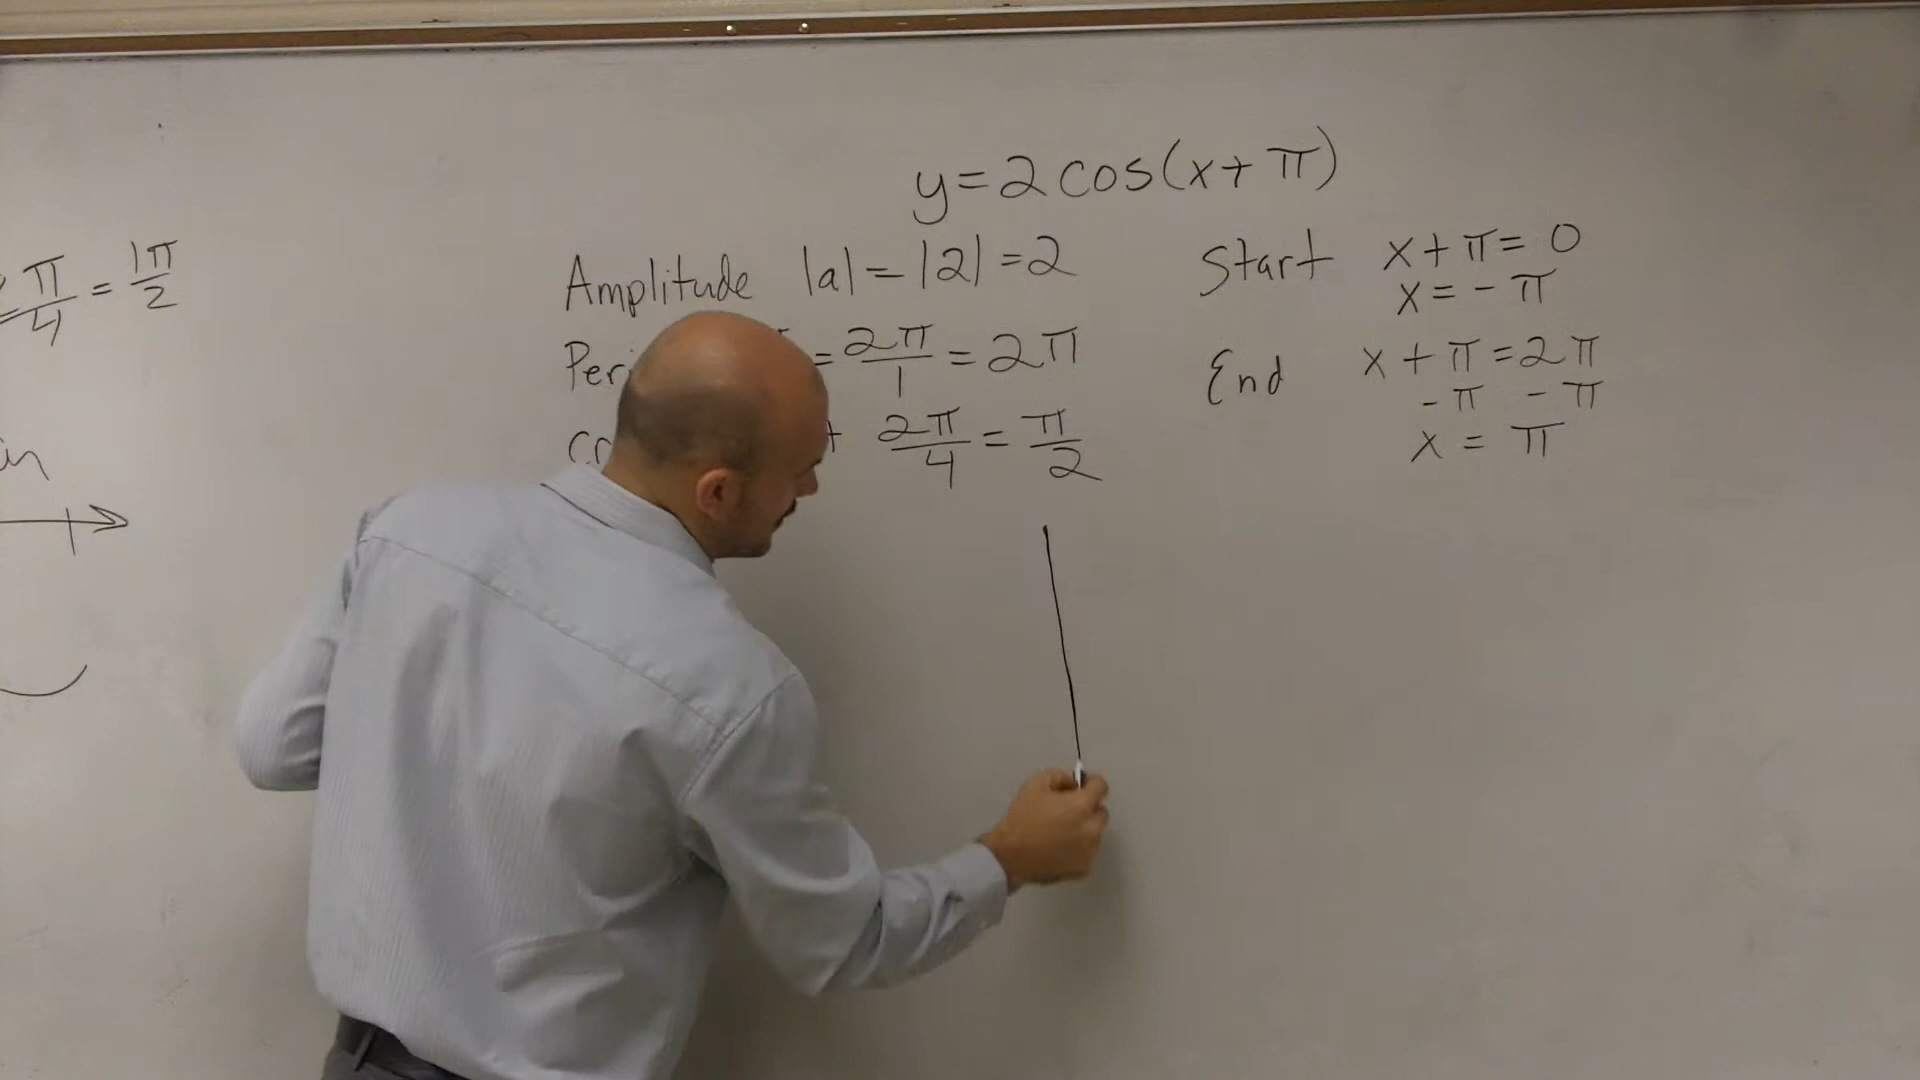 y=2cos(x+π)
π/4 = 1π/2
Amplitude |a|=|2|=2
= 2π/1 = 2π
2π/4 = π/2
Start x+π=0
x=-π
End x+π=2π
-π -π
x = π